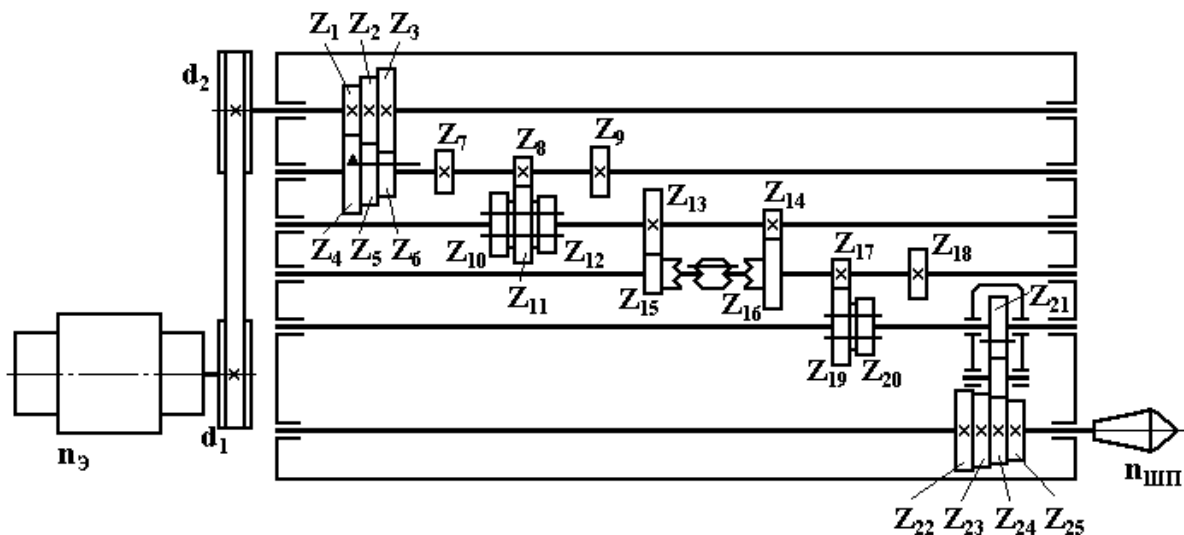 Z₁ Z₂ Z₃
d₂
Z₇ Z₈ Z₉
Z₁₃ Z₁₄
Z₄ Z₅ Z₆ Z₁₀ Z₁₂
Z₁₇ Z₁₈
Z₁₁ Z₁₅ Z₁₆
Z₂₁
Z₁₉ Z₂₀
d₁
nЭ
nШП
Z₂₂ Z₂₃ Z₂₄ Z₂₅